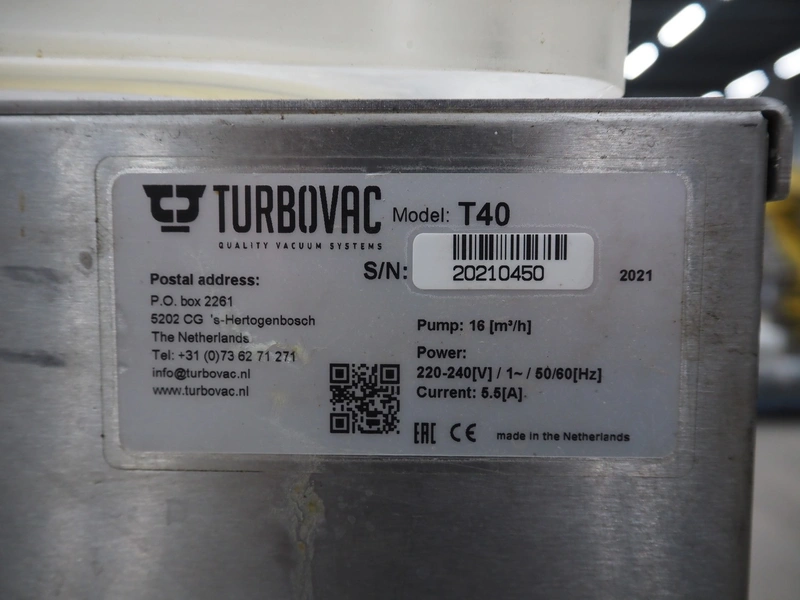 TURBOVAC
QUALITY VACUUM SYSTEMS
Model: T40
S/N: 20210450
2021
Postal address:
P.O. box 2261
5202 CG 's-Hertogenbosch
The Netherlands
Tel: +31 (0)73 62 71 271
info@turbovac.nl
www.turbovac.nl
Pump: 16 [m³/h]
Power:
220-240[V] / 1~ / 50/60[Hz]
Current: 5.5[A]
EAC CE made in the Netherlands